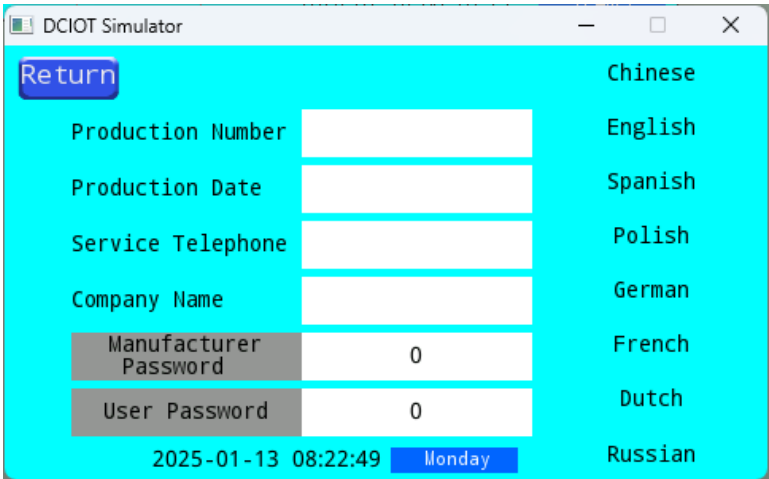 DCIOT Simulator
Return
Chinese
Production Number
English
Production Date
Spanish
Service Telephone
Polish
Company Name
German
Manufacturer
Password
0
French
User Password
0
Dutch
2025-01-13 08:22:49
Monday
Russian